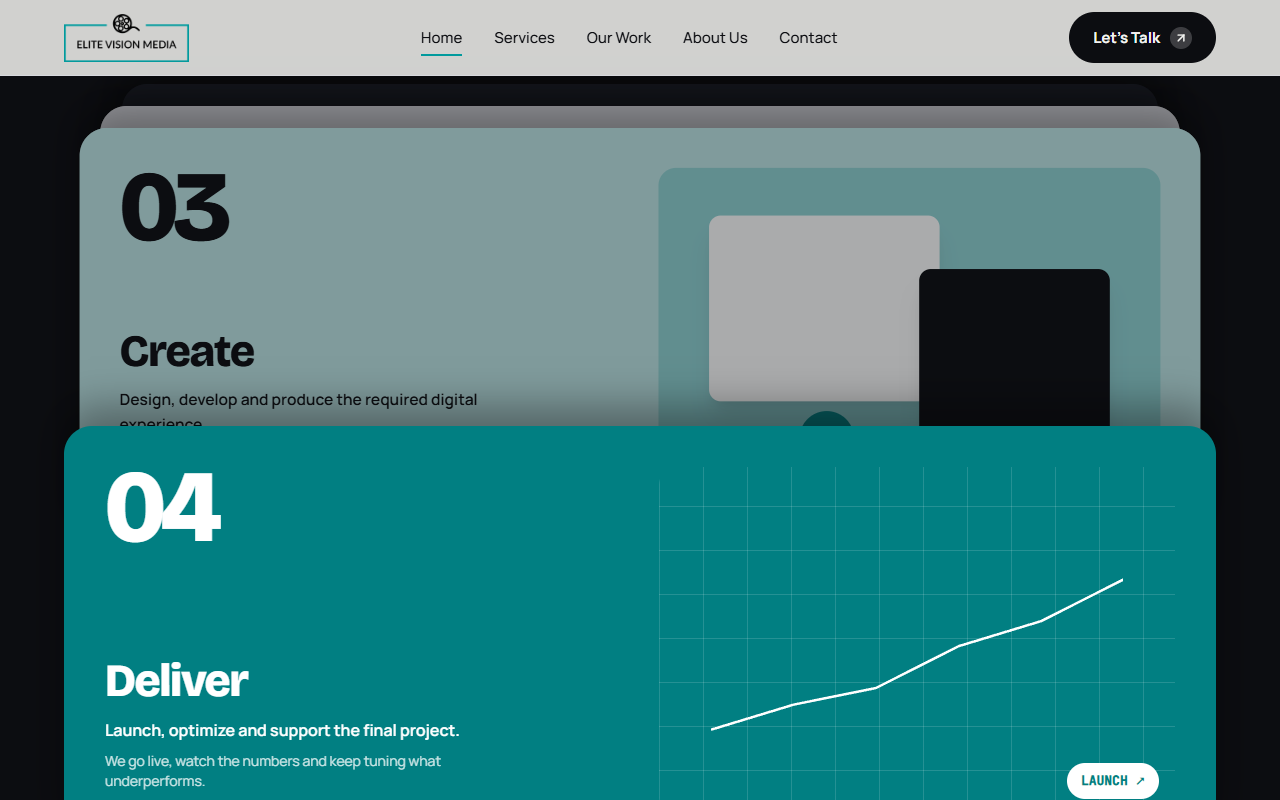 ELITE VISION MEDIA
Home
Services
Our Work
About Us
Contact
Let's Talk
03
Create
Design, develop and produce the required digital
experience.
04
Deliver
Launch, optimize and support the final project.
We go live, watch the numbers and keep tuning what
underperforms.
LAUNCH ↗